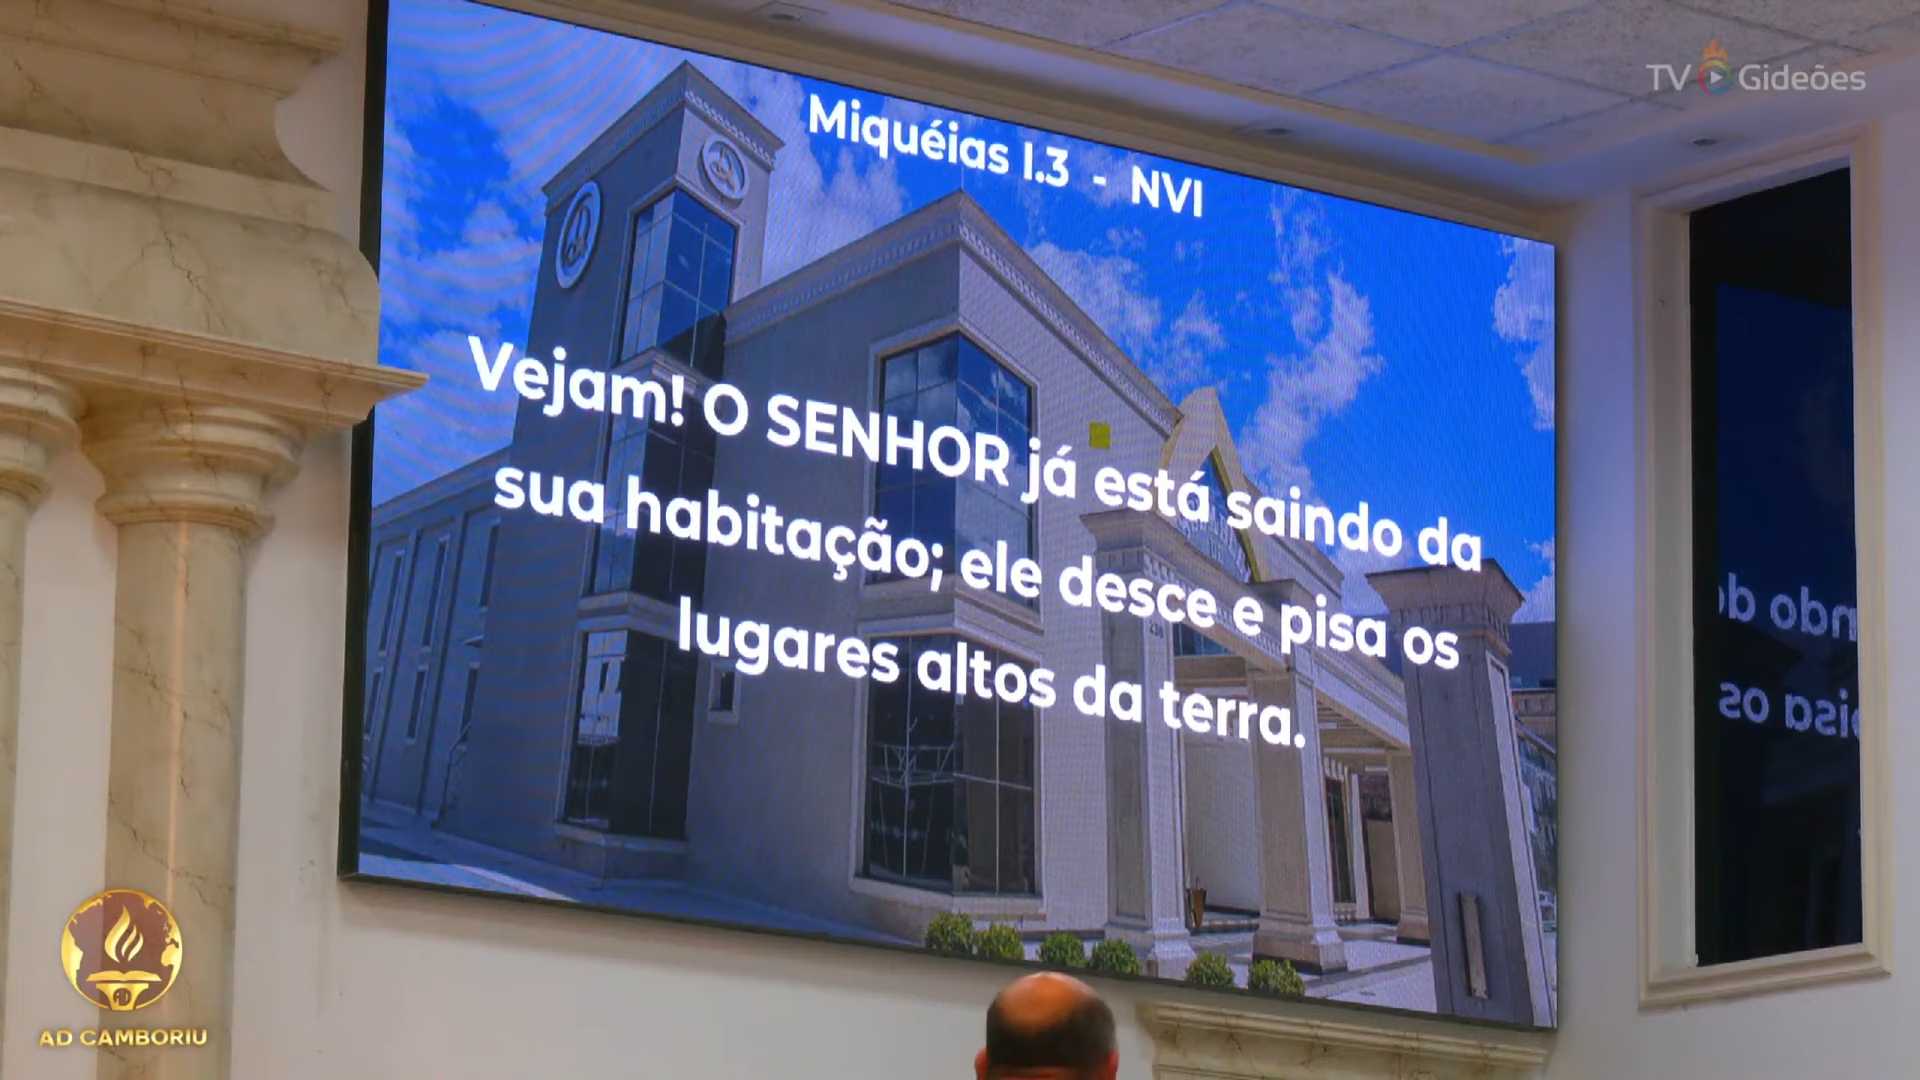 TV Gideões
Miquéias 1.3 - NVI
Vejam! O SENHOR já está saindo da
sua habitação; ele desce e pisa os
lugares altos da terra.
AD CAMBORIU